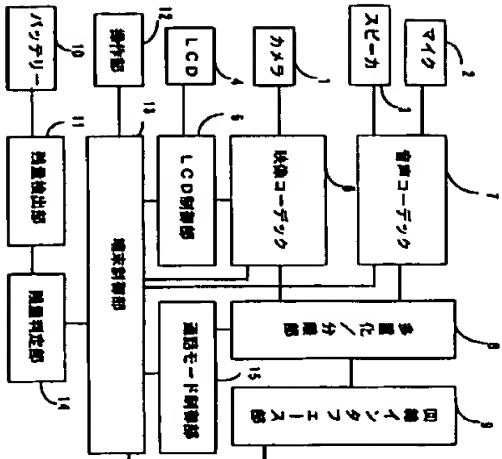 マイク
2
スピーカ
3
カメラ
1
LCD
4
操作部
12
バッテリー
10
音声コーデック
7
映像コーデック
6
LCD制御部
5
端末制御部
13
残量検出部
11
多重化/分離部
8
通話モード制御部
15
残量判定部
14
回線インタフェース部
9